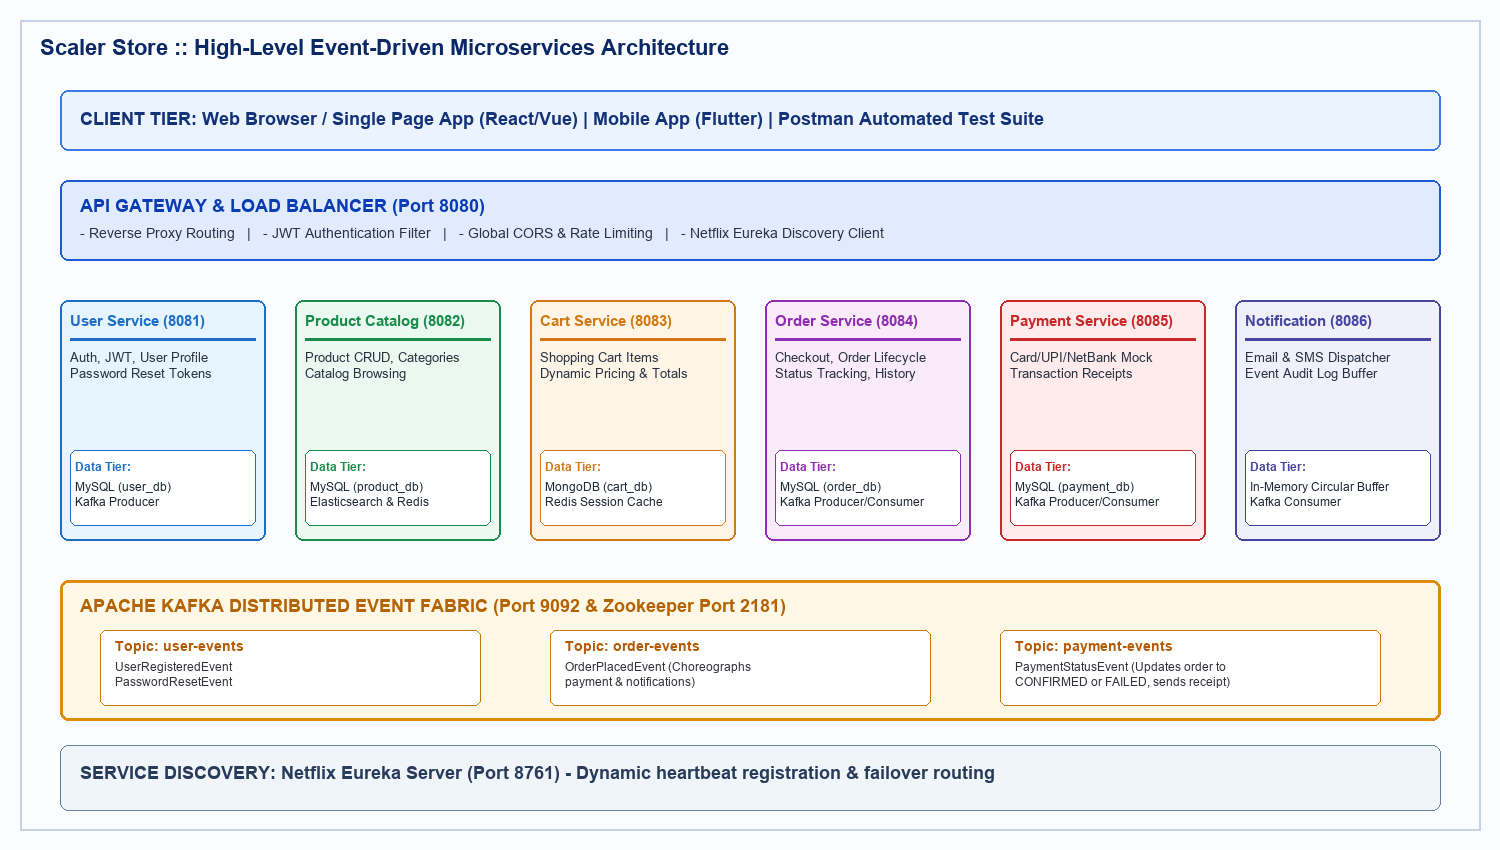 Scaler Store :: High-Level Event-Driven Microservices Architecture
CLIENT TIER: Web Browser / Single Page App (React/Vue) | Mobile App (Flutter) | Postman Automated Test Suite
API GATEWAY & LOAD BALANCER (Port 8080)
- Reverse Proxy Routing | - JWT Authentication Filter | - Global CORS & Rate Limiting | - Netflix Eureka Discovery Client
User Service (8081)
Auth, JWT, User Profile
Password Reset Tokens
Data Tier:
MySQL (user_db)
Kafka Producer
Product Catalog (8082)
Product CRUD, Categories
Catalog Browsing
Data Tier:
MySQL (product_db)
Elasticsearch & Redis
Cart Service (8083)
Shopping Cart Items
Dynamic Pricing & Totals
Data Tier:
MongoDB (cart_db)
Redis Session Cache
Order Service (8084)
Checkout, Order Lifecycle
Status Tracking, History
Data Tier:
MySQL (order_db)
Kafka Producer/Consumer
Payment Service (8085)
Card/UPI/NetBank Mock
Transaction Receipts
Data Tier:
MySQL (payment_db)
Kafka Producer/Consumer
Notification (8086)
Email & SMS Dispatcher
Event Audit Log Buffer
Data Tier:
In-Memory Circular Buffer
Kafka Consumer
APACHE KAFKA DISTRIBUTED EVENT FABRIC (Port 9092 & Zookeeper Port 2181)
Topic: user-events
UserRegisteredEvent
PasswordResetEvent
Topic: order-events
OrderPlacedEvent (Choreographs
payment & notifications)
Topic: payment-events
PaymentStatusEvent (Updates order to
CONFIRMED or FAILED, sends receipt)
SERVICE DISCOVERY: Netflix Eureka Server (Port 8761) - Dynamic heartbeat registration & failover routing